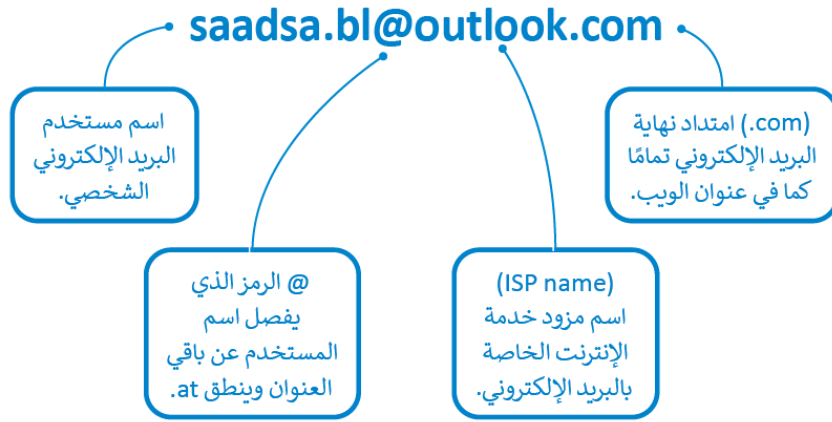 saadsa.bl@outlook.com
(.com) امتداد نهاية
البريد الإلكتروني تمامًا
كما في عنوان الويب.
(ISP name)
اسم مزود خدمة
الإنترنت الخاصة
بالبريد الإلكتروني.
@ الرمز الذي
يفصل اسم
المستخدم عن باقي
العنوان وينطق at.
اسم مستخدم
البريد الإلكتروني
الشخصي.